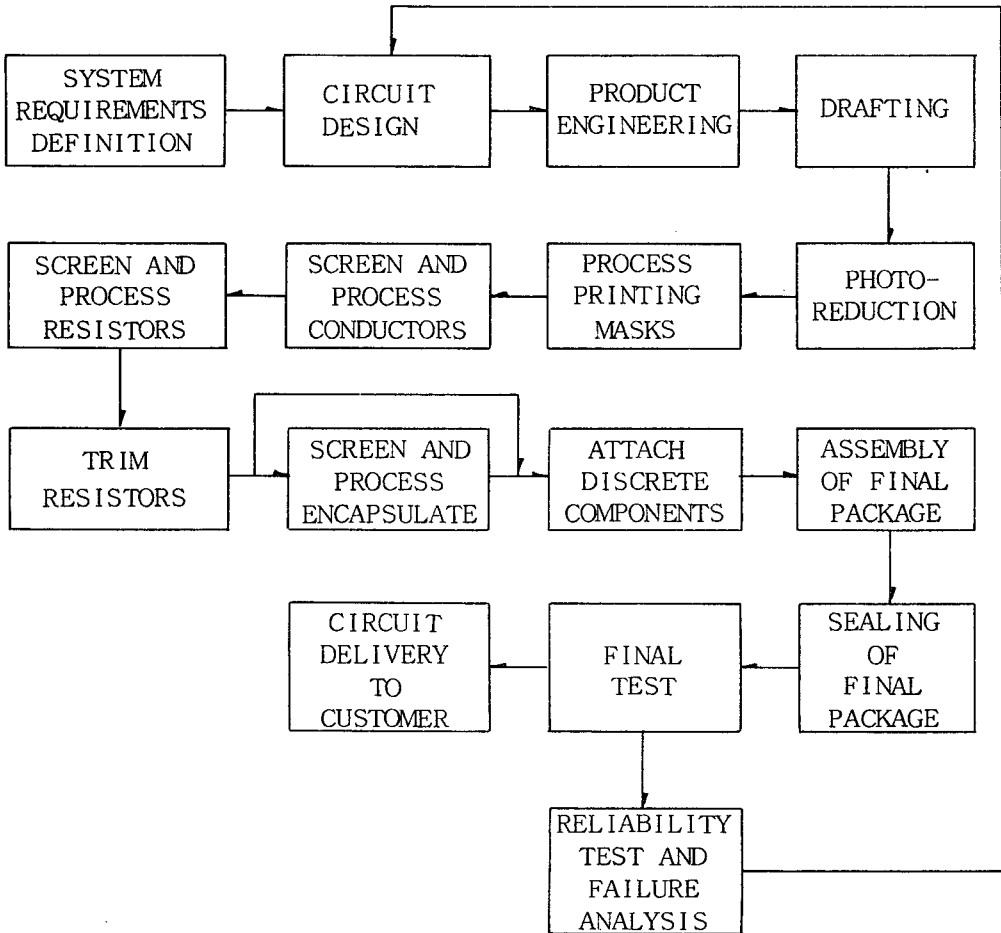 SYSTEM
REQUIREMENTS
DEFINITION
CIRCUIT
DESIGN
PRODUCT
ENGINEERING
DRAFTING
SCREEN AND
PROCESS
RESISTORS
SCREEN AND
PROCESS
CONDUCTORS
PROCESS
PRINTING
MASKS
PHOTO-
REDUCTION
TRIM
RESISTORS
SCREEN AND
PROCESS
ENCAPSULATE
ATTACH
DISCRETE
COMPONENTS
ASSEMBLY
OF FINAL
PACKAGE
CIRCUIT
DELIVERY
TO
CUSTOMER
FINAL
TEST
SEALING
OF
FINAL
PACKAGE
RELIABILITY
TEST AND
FAILURE
ANALYSIS